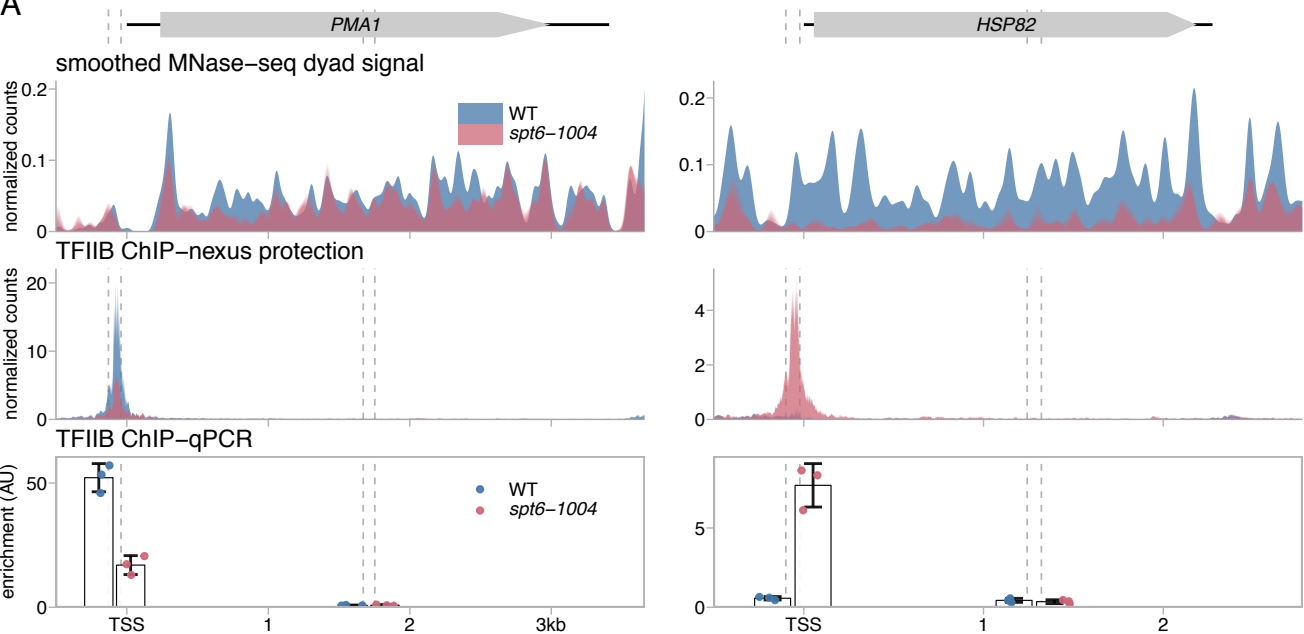 A
PMA1
HSP82
smoothed MNase−seq dyad signal
normalized counts
0.2
0.1
0
WT
spt6−1004
0.2
0.1
0
TFIIB ChIP−nexus protection
normalized counts
20
10
0
4
2
0
TFIIB ChIP−qPCR
enrichment (AU)
50
0
WT
spt6−1004
5
0
TSS 1 2 3kb
TSS 1 2